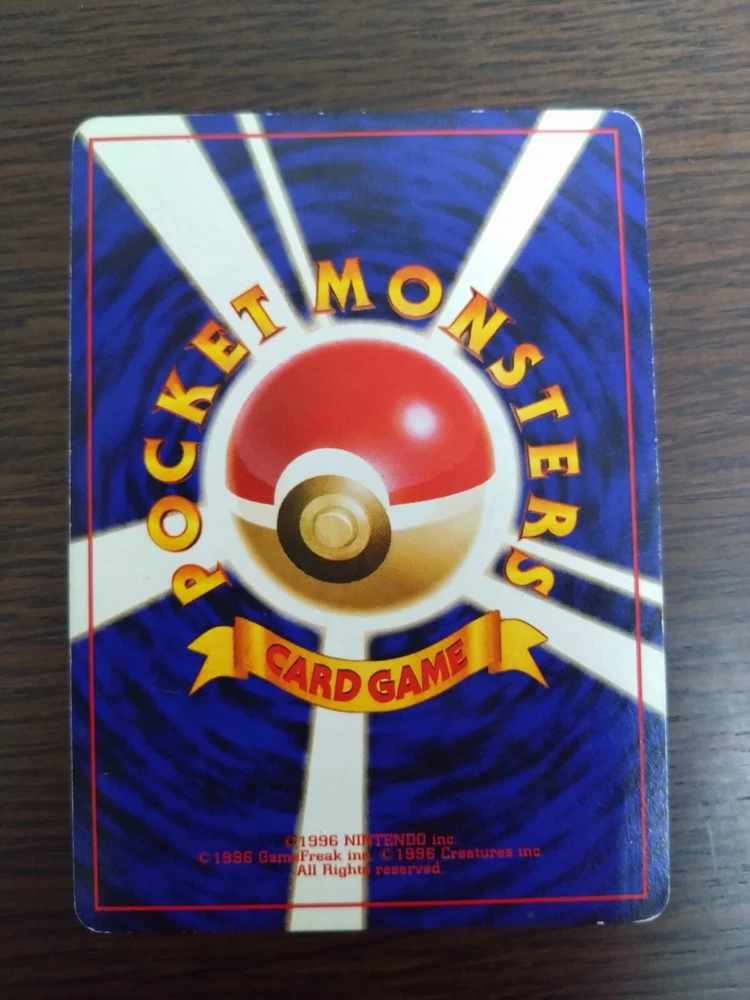 POCKET MONSTERS
CARD GAME
©1996 NINTENDO inc.
©1996 GameFreak inc. ©1996 Creatures inc.
All Rights reserved.